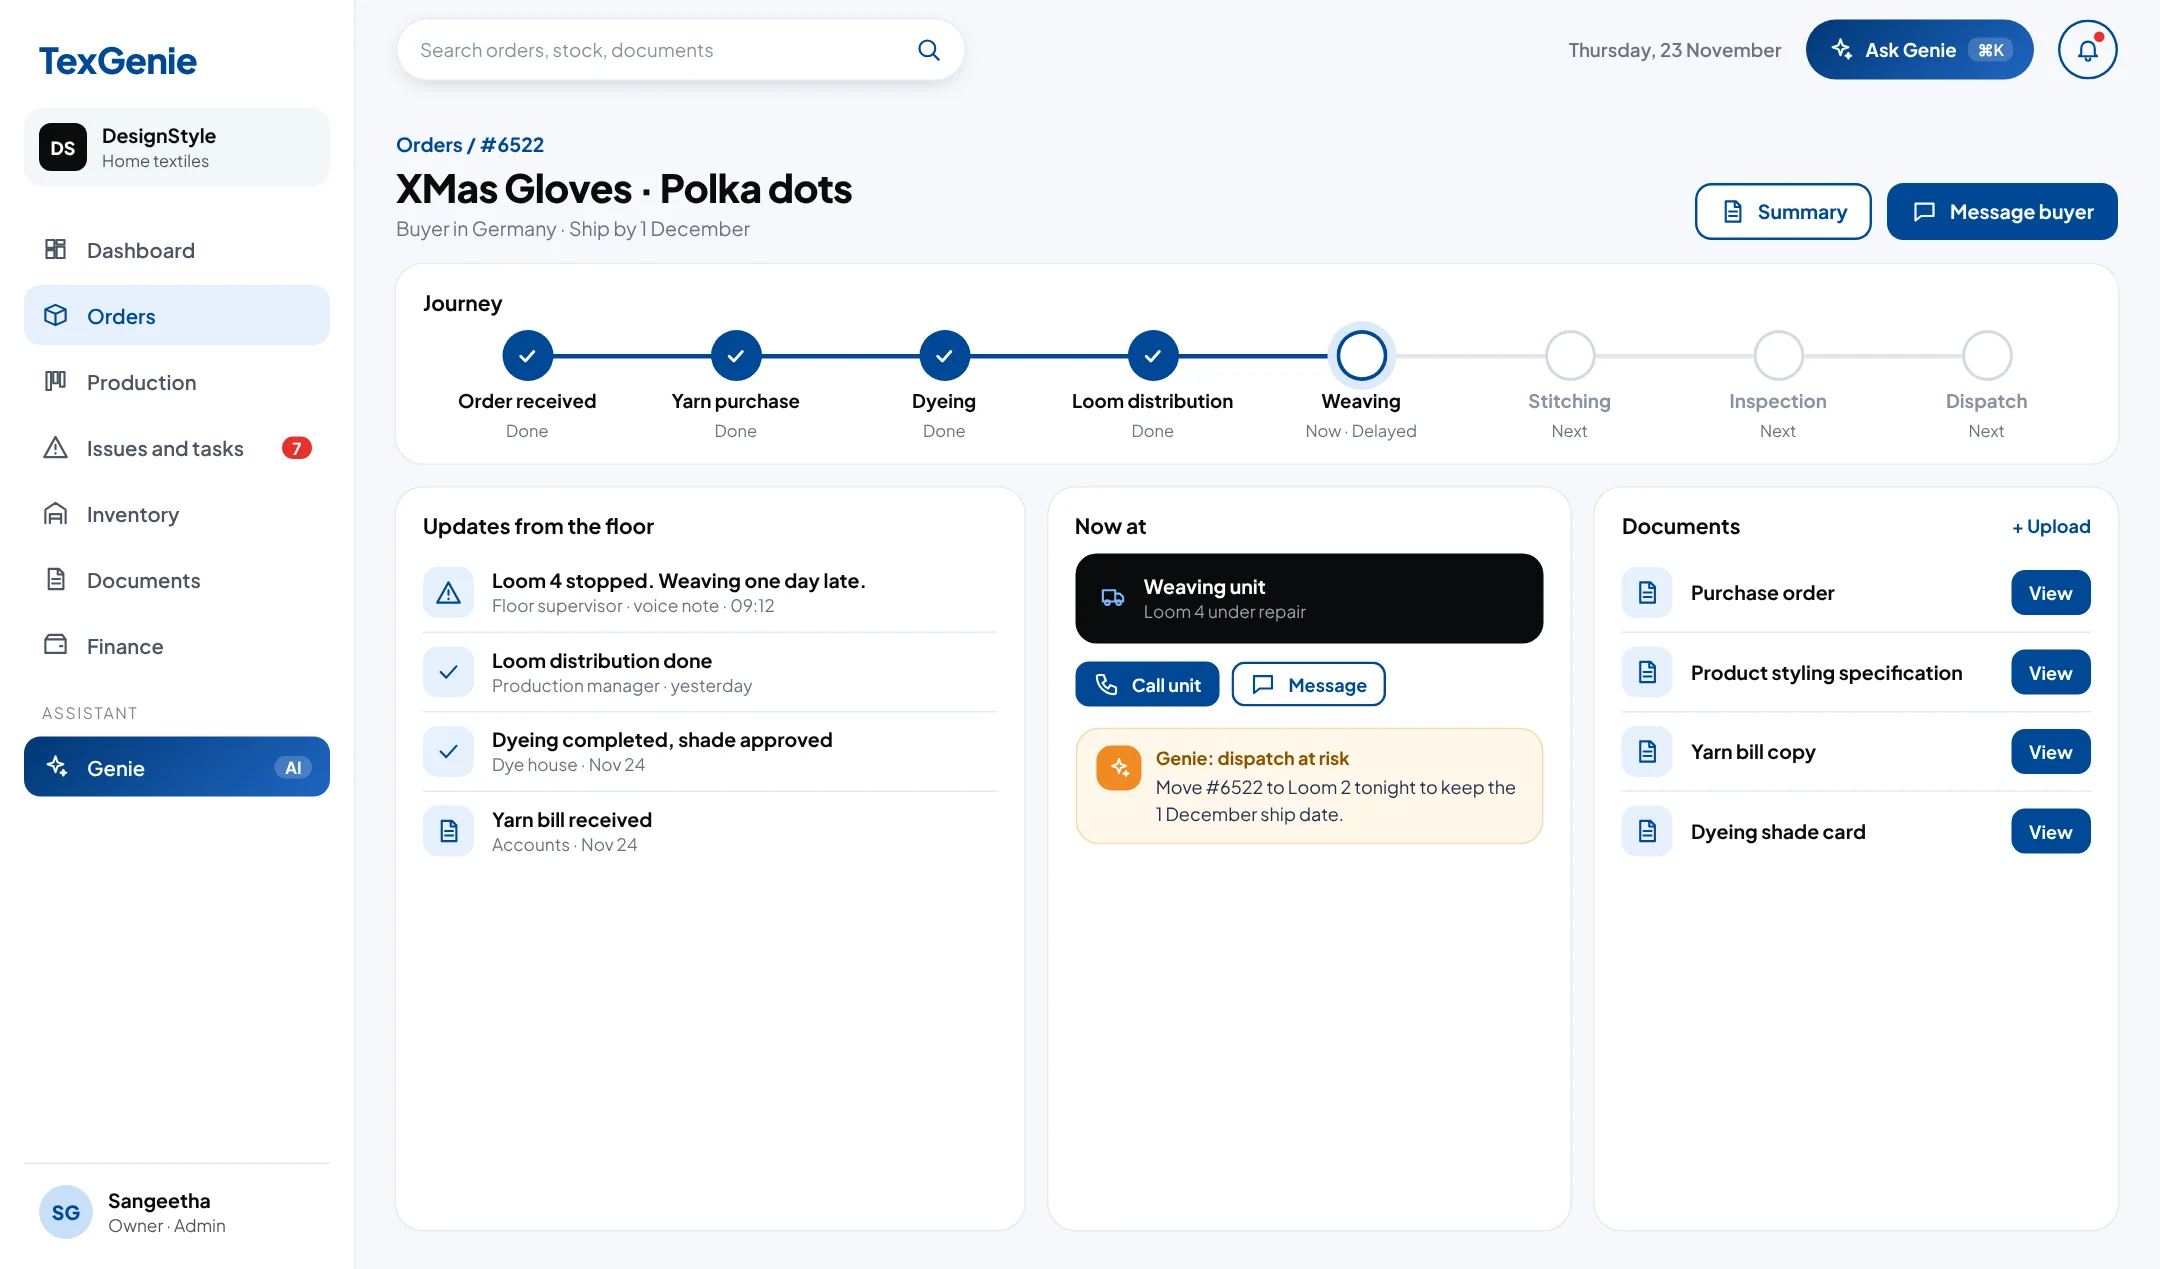 TexGenie
DS
DesignStyle
Home textiles
Dashboard
Orders
Production
Issues and tasks 7
Inventory
Documents
Finance
ASSISTANT
Genie AI
SG
Sangeetha
Owner · Admin
Search orders, stock, documents
Thursday, 23 November
Ask Genie ⌘K
Orders / #6522
XMas Gloves · Polka dots
Buyer in Germany · Ship by 1 December
Summary
Message buyer
Journey
Order received
Done
Yarn purchase
Done
Dyeing
Done
Loom distribution
Done
Weaving
Now · Delayed
Stitching
Next
Inspection
Next
Dispatch
Next
Updates from the floor
Loom 4 stopped. Weaving one day late.
Floor supervisor · voice note · 09:12
Loom distribution done
Production manager · yesterday
Dyeing completed, shade approved
Dye house · Nov 24
Yarn bill received
Accounts · Nov 24
Now at
Weaving unit
Loom 4 under repair
Call unit
Message
Genie: dispatch at risk
Move #6522 to Loom 2 tonight to keep the
1 December ship date.
Documents
+ Upload
Purchase order
View
Product styling specification
View
Yarn bill copy
View
Dyeing shade card
View